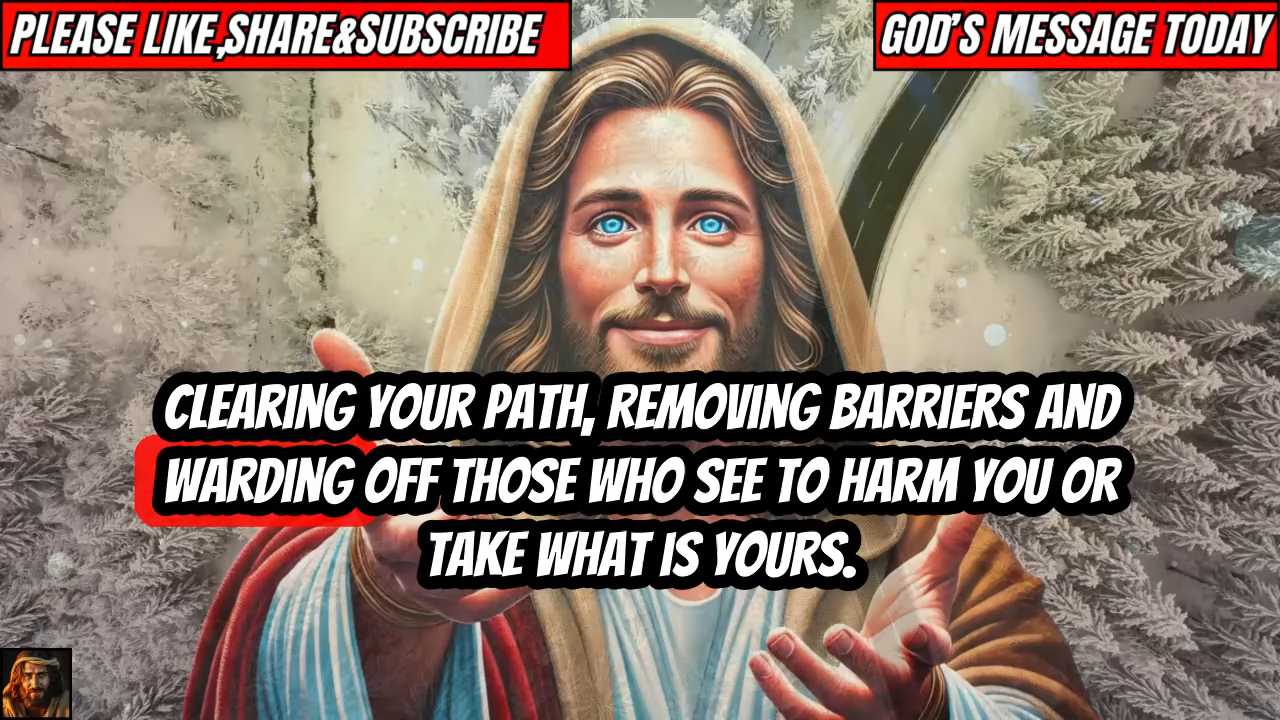 PLEASE LIKE,SHARE&SUBSCRIBE
GOD'S MESSAGE TODAY
CLEARING YOUR PATH, REMOVING BARRIERS AND
WARDING OFF THOSE WHO SEE TO HARM YOU OR
TAKE WHAT IS YOURS.